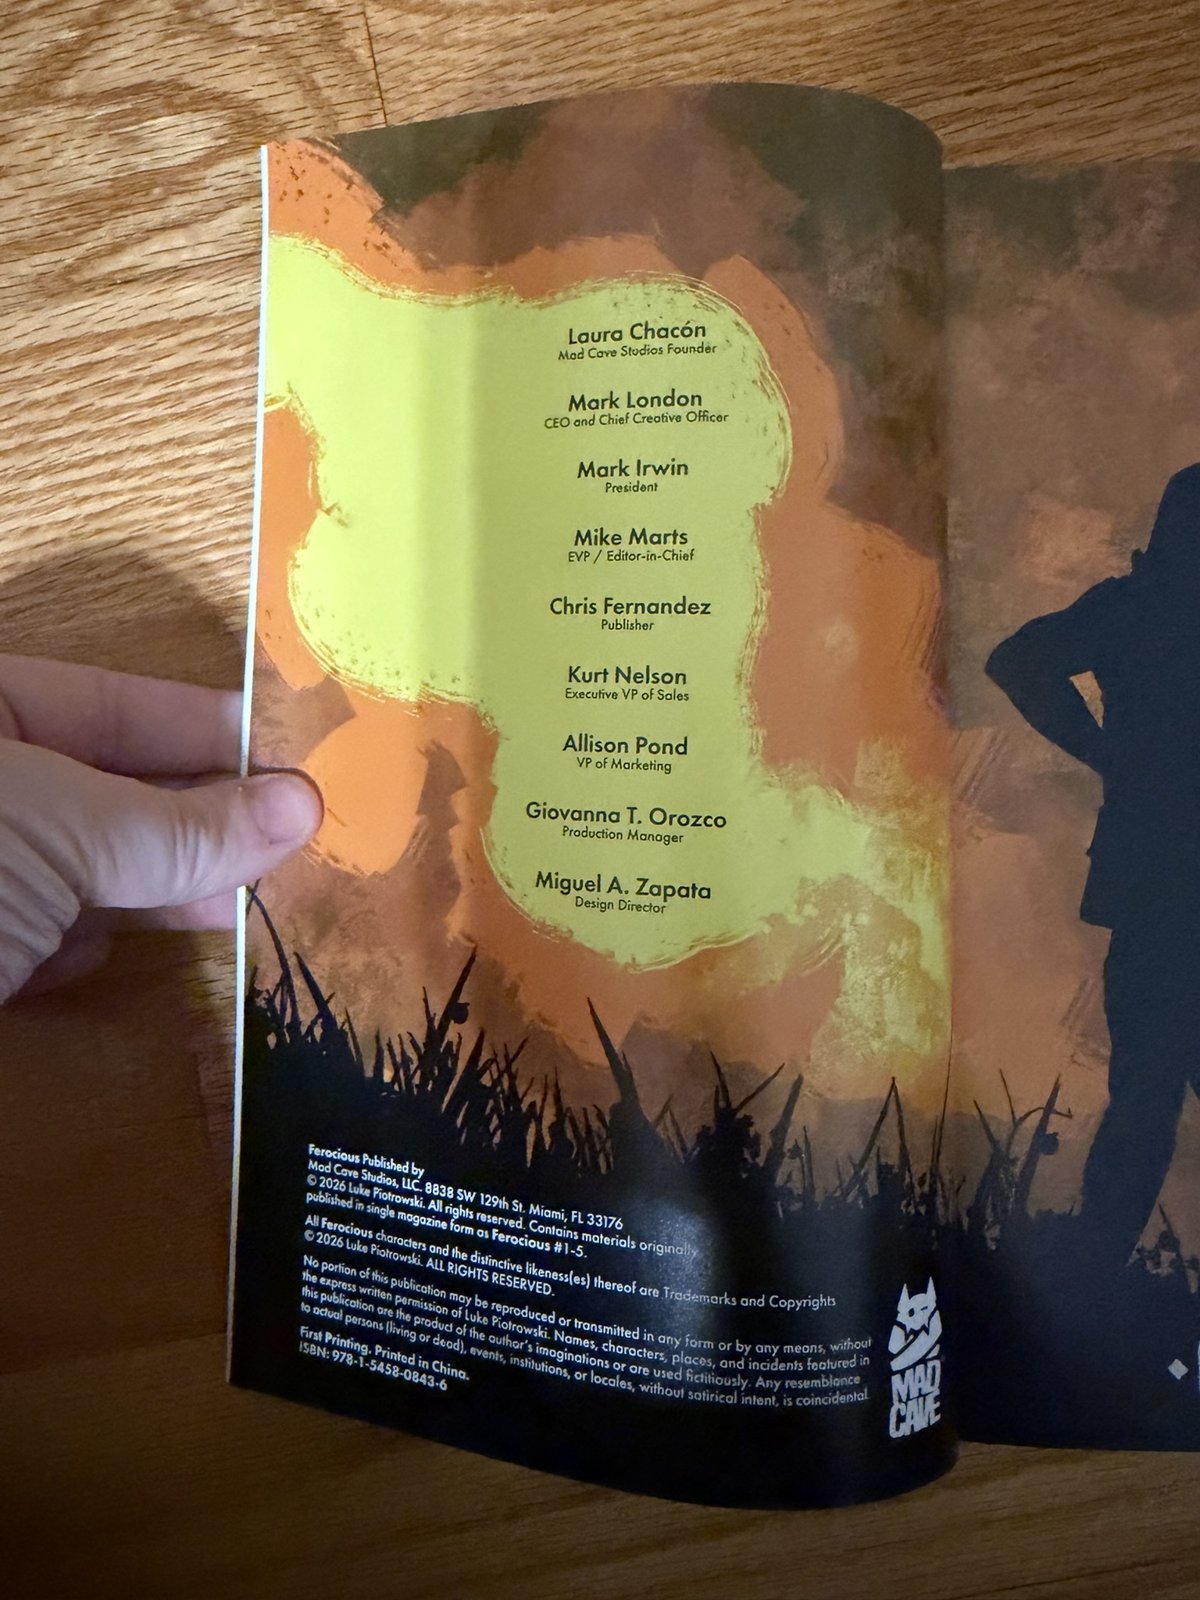 Laura Chacón
Mad Cave Studios Founder
Mark London
CEO and Chief Creative Officer
Mark Irwin
President
Mike Marts
EVP / Editor-in-Chief
Chris Fernandez
Publisher
Kurt Nelson
Executive VP of Sales
Allison Pond
VP of Marketing
Giovanna T. Orozco
Production Manager
Miguel A. Zapata
Design Director
Ferocious Published by
Mad Cave Studios, LLC. 8838 SW 129th St. Miami, FL 33176
© 2026 Luke Piotrowski. All rights reserved. Contains materials originally
published in single magazine form as Ferocious #1-5.
All Ferocious characters and the distinctive likeness(es) thereof are Trademarks and Copyrights
© 2026 Luke Piotrowski. ALL RIGHTS RESERVED.
No portion of this publication may be reproduced or transmitted in any form or by any means, without
the express written permission of Luke Piotrowski. Names, characters, places, and incidents featured in
this publication are the product of the author's imaginations or are used fictitiously. Any resemblance
to actual persons (living or dead), events, institutions, or locales, without satirical intent, is coincidental.
First Printing. Printed in China.
ISBN: 978-1-5458-0843-6
MAD
CAVE